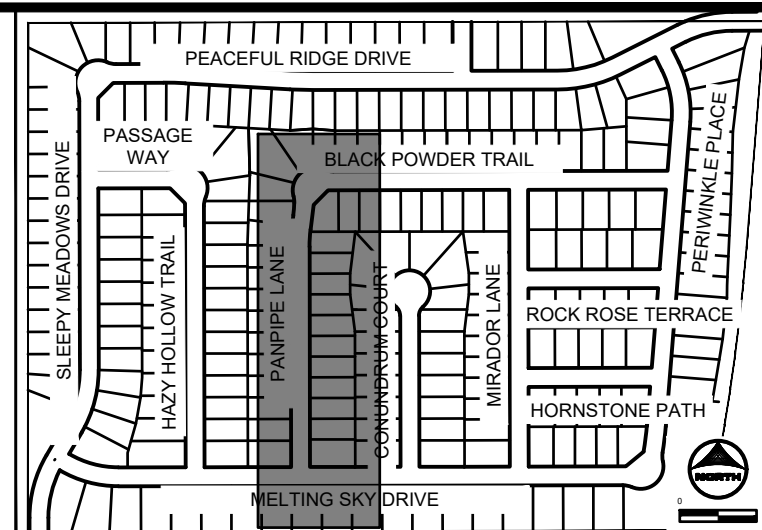 PEACEFUL RIDGE DRIVE
PASSAGE
WAY
BLACK POWDER TRAIL
SLEEPY MEADOWS DRIVE
HAZY HOLLOW TRAIL
PANPIPE LANE
CONUNDRUM COURT
MIRADOR LANE
PERIWINKLE PLACE
ROCK ROSE TERRACE
HORNSTONE PATH
MELTING SKY DRIVE
NORTH
0